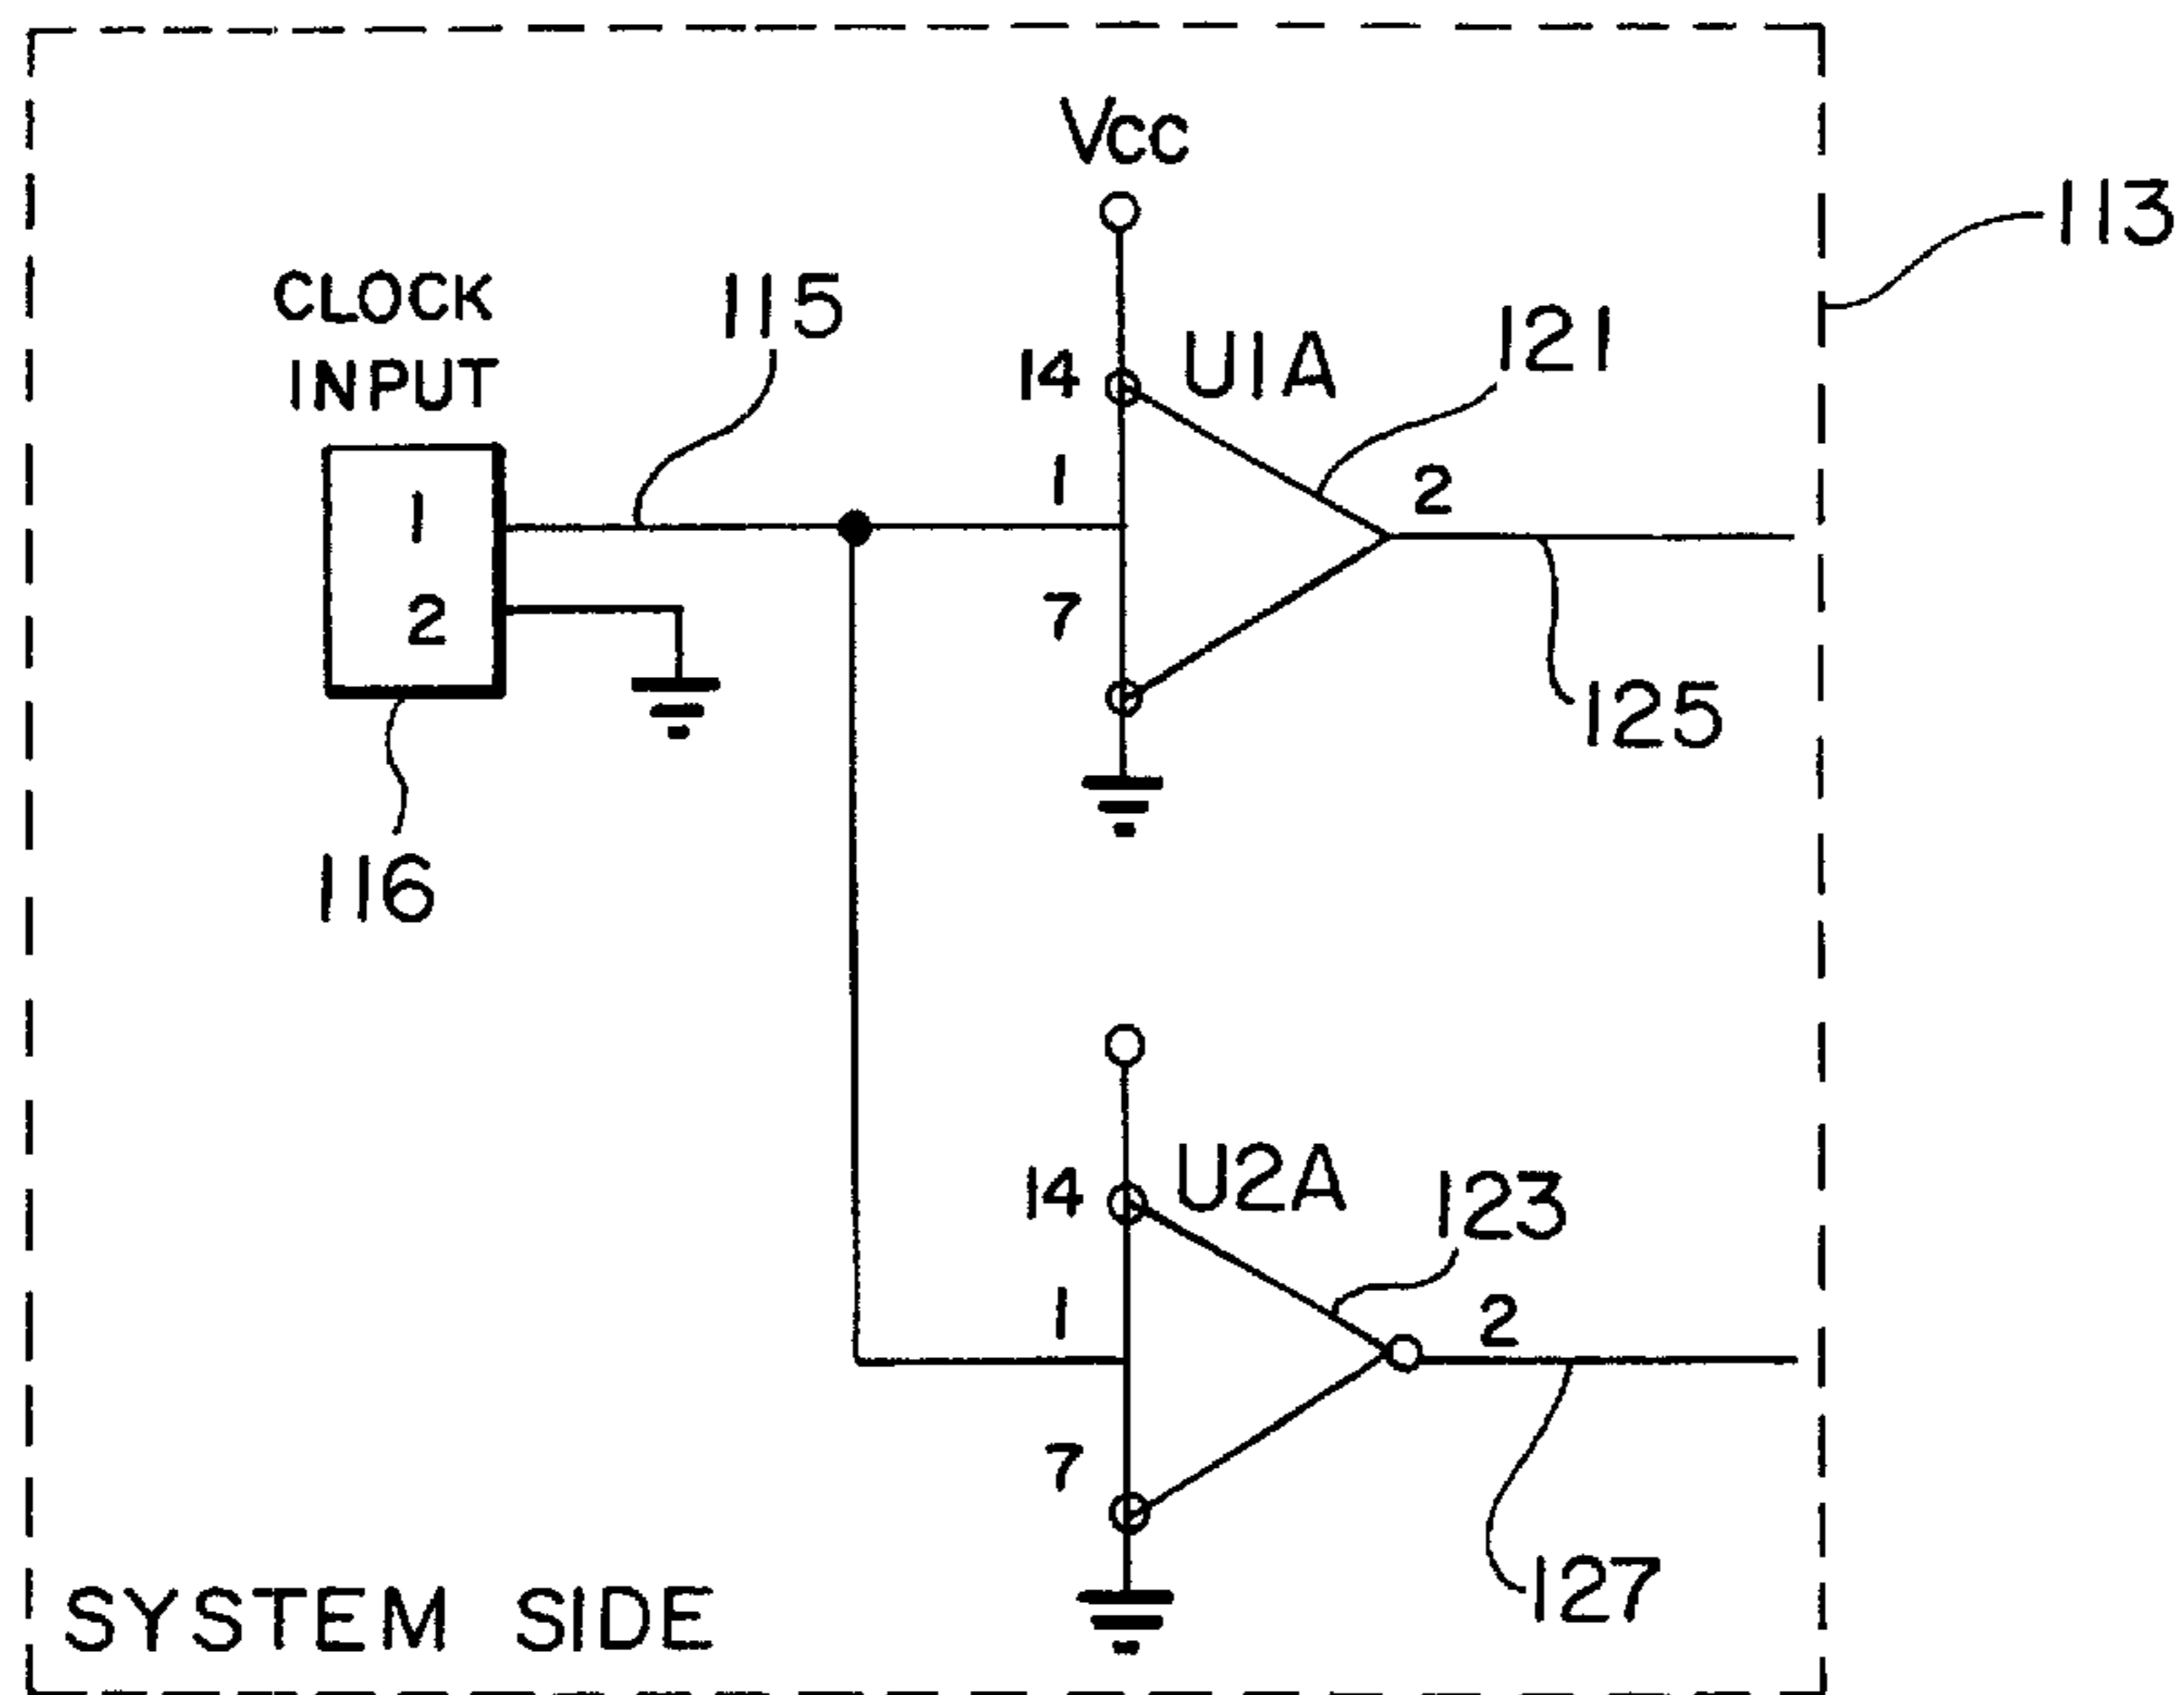 Vcc
113
CLOCK
INPUT
115
14
U1A
121
1
1
2
2
7
125
116
14
U2A
123
1
2
7
127
SYSTEM SIDE